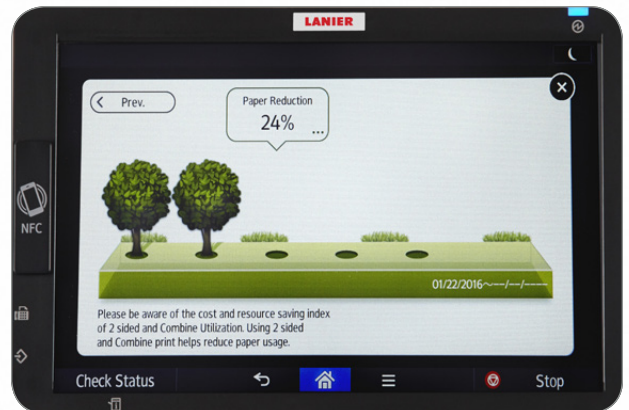 LANIER
Prev.
Paper Reduction
24%
...
NFC
01/22/2016～--/--/----
Please be aware of the cost and resource saving index
of 2 sided and Combine Utilization. Using 2 sided
and Combine print helps reduce paper usage.
Check Status
Stop